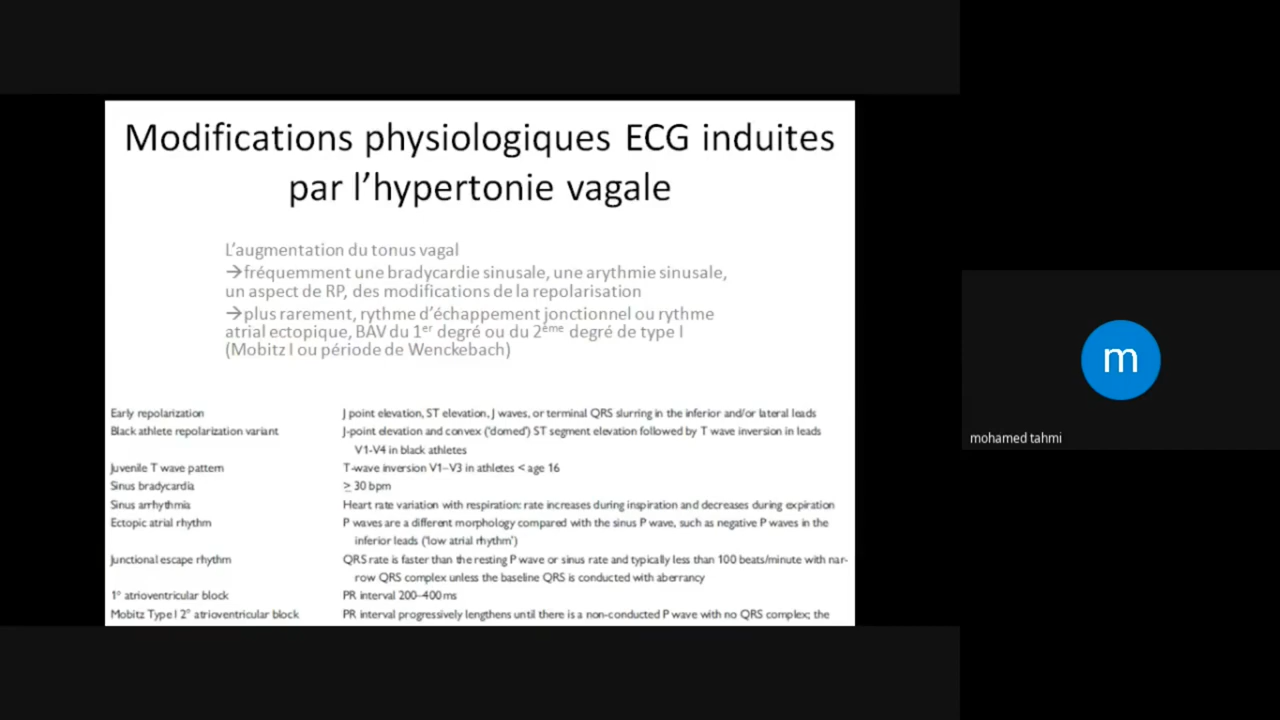 Modifications physiologiques ECG induites
par l'hypertonie vagale
L'augmentation du tonus vagal
→fréquemment une bradycardie sinusale, une arythmie sinusale,
un aspect de RP, des modifications de la repolarisation
→plus rarement, rythme d'échappement jonctionnel ou rythme
atrial ectopique, BAV du 1er degré ou du 2ème degré de type I
(Mobitz I ou période de Wenckebach)
Early repolarization J point elevation, ST elevation, J waves, or terminal QRS slurring in the inferior and/or lateral leads
Black athlete repolarization variant J-point elevation and convex ('domed') ST segment elevation followed by T wave inversion in leads
V1-V4 in black athletes
Juvenile T wave pattern T-wave inversion V1–V3 in athletes < age 16
Sinus bradycardia ≥ 30 bpm
Sinus arrhythmia Heart rate variation with respiration: rate increases during inspiration and decreases during expiration
Ectopic atrial rhythm P waves are a different morphology compared with the sinus P wave, such as negative P waves in the
inferior leads ('low atrial rhythm')
Junctional escape rhythm QRS rate is faster than the resting P wave or sinus rate and typically less than 100 beats/minute with nar-
row QRS complex unless the baseline QRS is conducted with aberrancy
1° atrioventricular block PR interval 200–400 ms
Mobitz Type I 2° atrioventricular block PR interval progressively lengthens until there is a non-conducted P wave with no QRS complex; the
m
mohamed tahmi